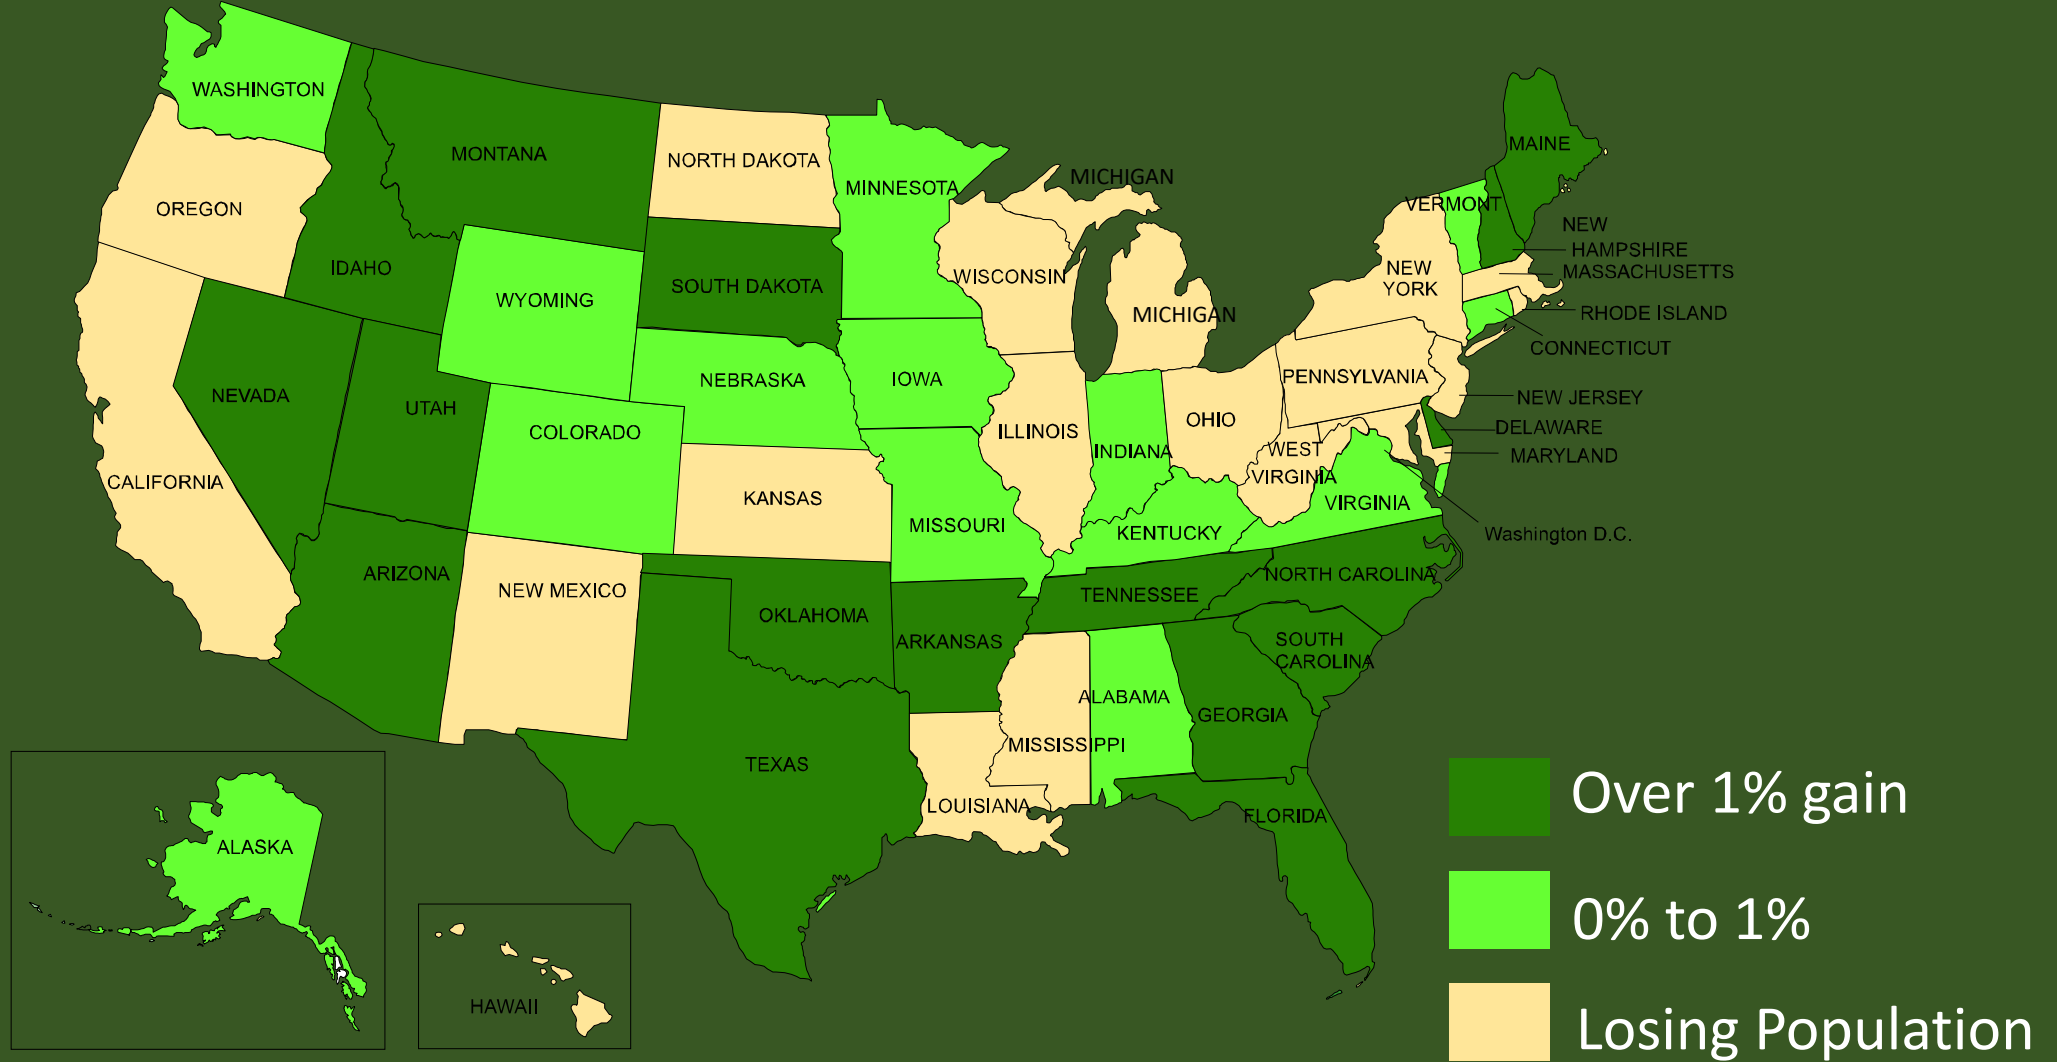 WASHINGTON
MONTANA
NORTH DAKOTA
MINNESOTA
MICHIGAN
MAINE
OREGON
IDAHO
WYOMING
SOUTH DAKOTA
WISCONSIN
MICHIGAN
VERMONT
NEW
HAMPSHIRE
MASSACHUSETTS
NEW
YORK
RHODE ISLAND
CONNECTICUT
NEVADA
UTAH
COLORADO
NEBRASKA
IOWA
ILLINOIS
INDIANA
OHIO
PENNSYLVANIA
NEW JERSEY
DELAWARE
MARYLAND
WEST
VIRGINIA
VIRGINIA
Washington D.C.
CALIFORNIA
KANSAS
MISSOURI
KENTUCKY
ARIZONA
NEW MEXICO
OKLAHOMA
ARKANSAS
TENNESSEE
NORTH CAROLINA
SOUTH
CAROLINA
TEXAS
LOUISIANA
MISSISSIPPI
ALABAMA
GEORGIA
FLORIDA
ALASKA
HAWAII
Over 1% gain
0% to 1%
Losing Population